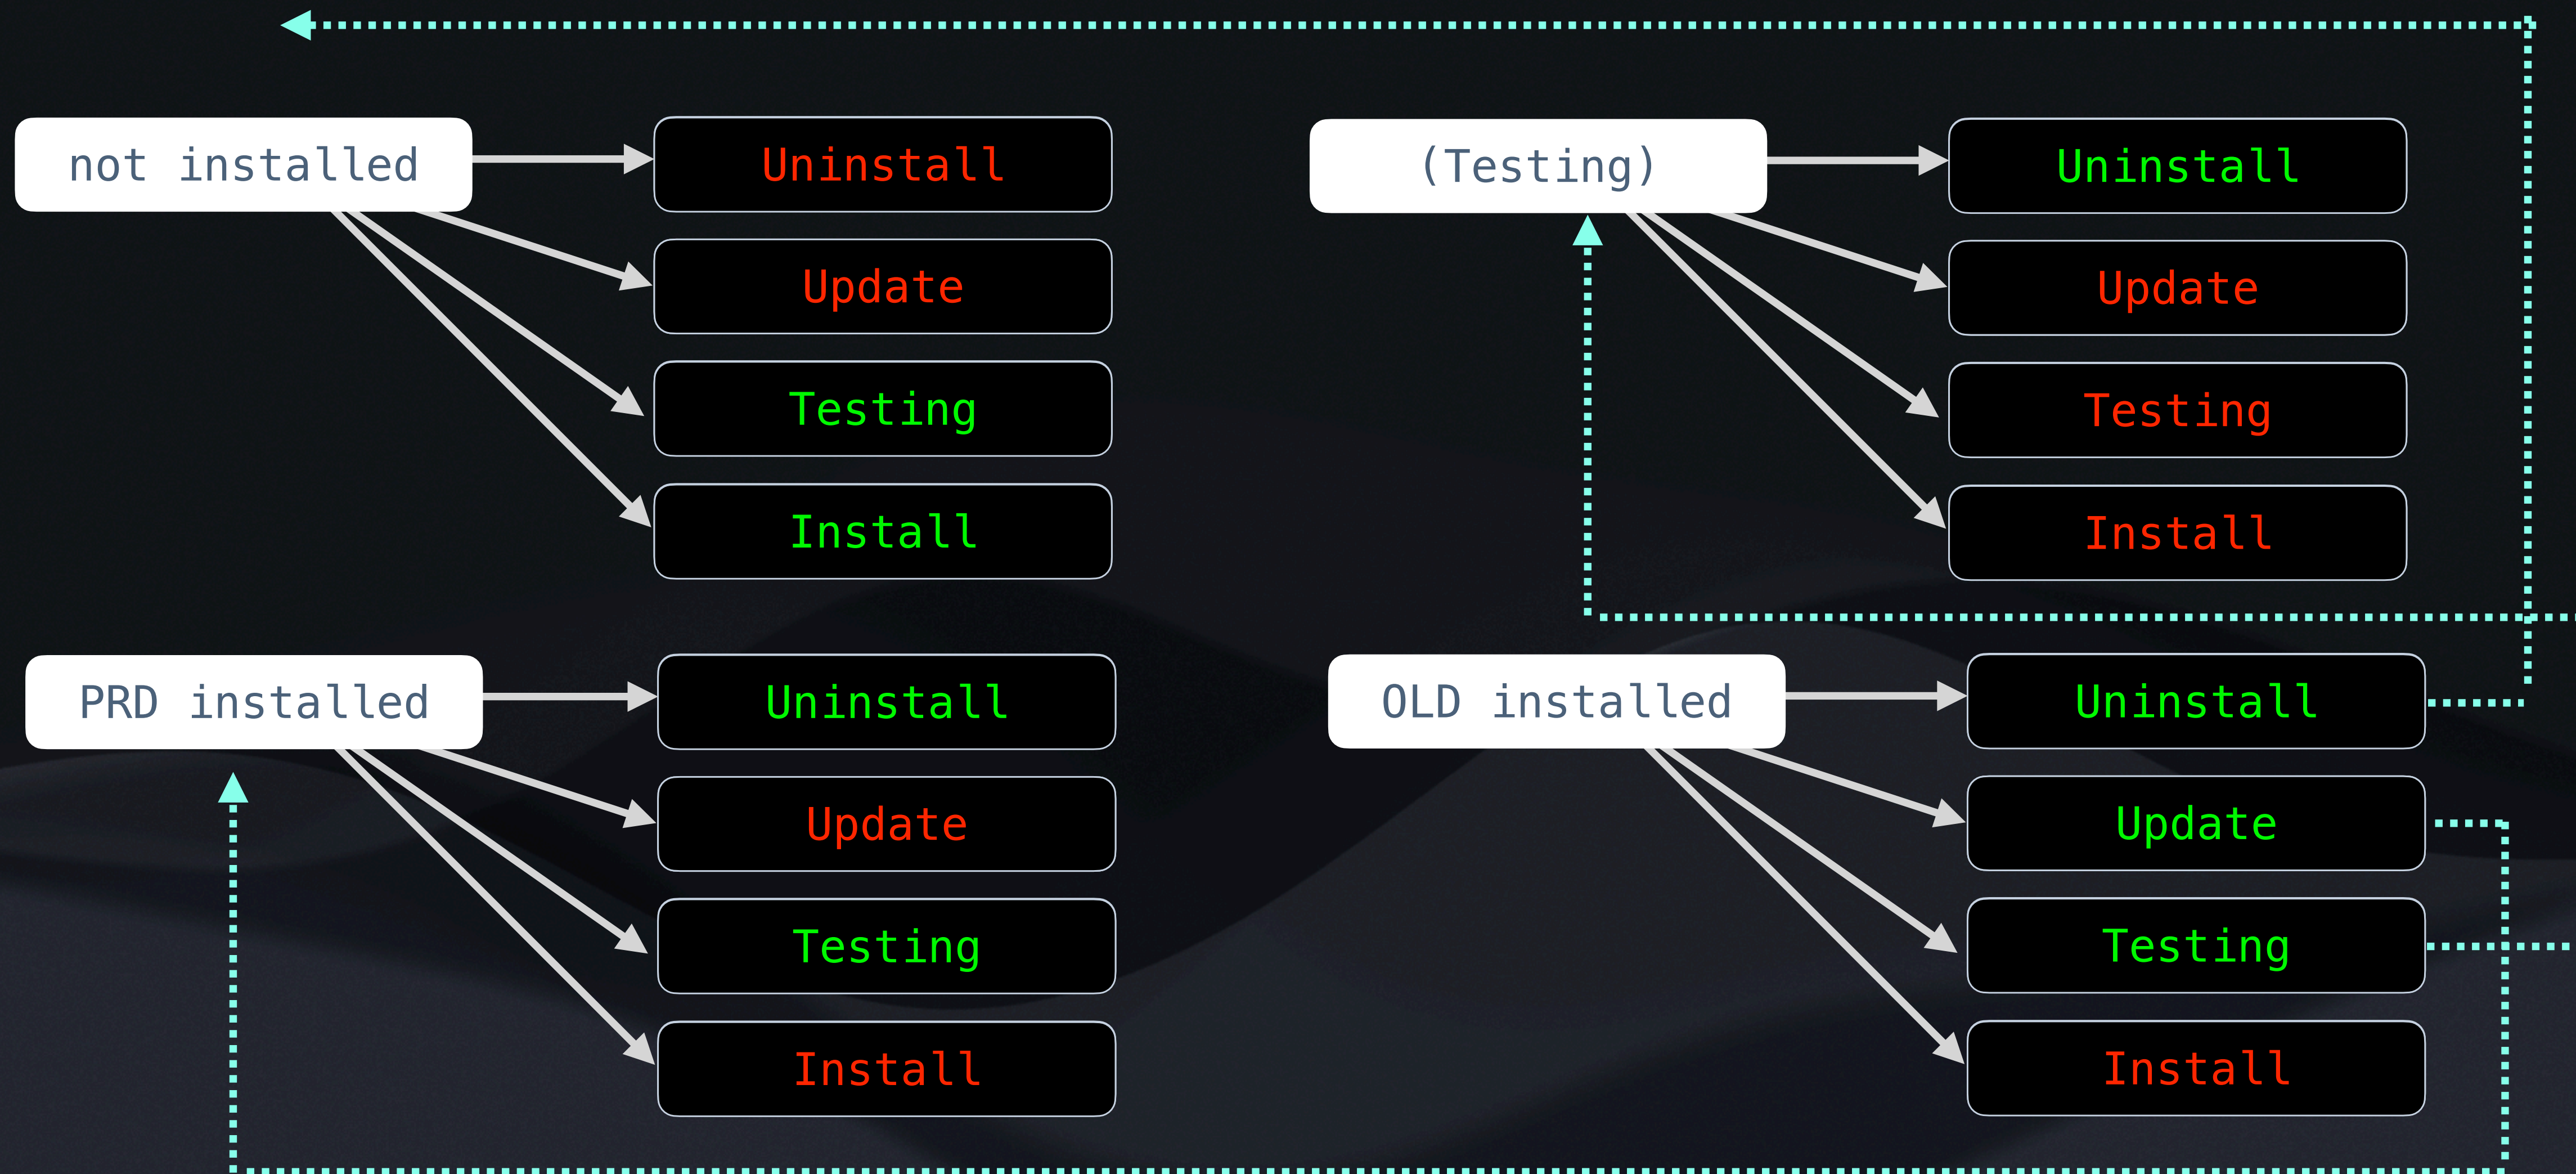 not installed
Uninstall
Update
Testing
Install
(Testing)
Uninstall
Update
Testing
Install
PRD installed
Uninstall
Update
Testing
Install
OLD installed
Uninstall
Update
Testing
Install